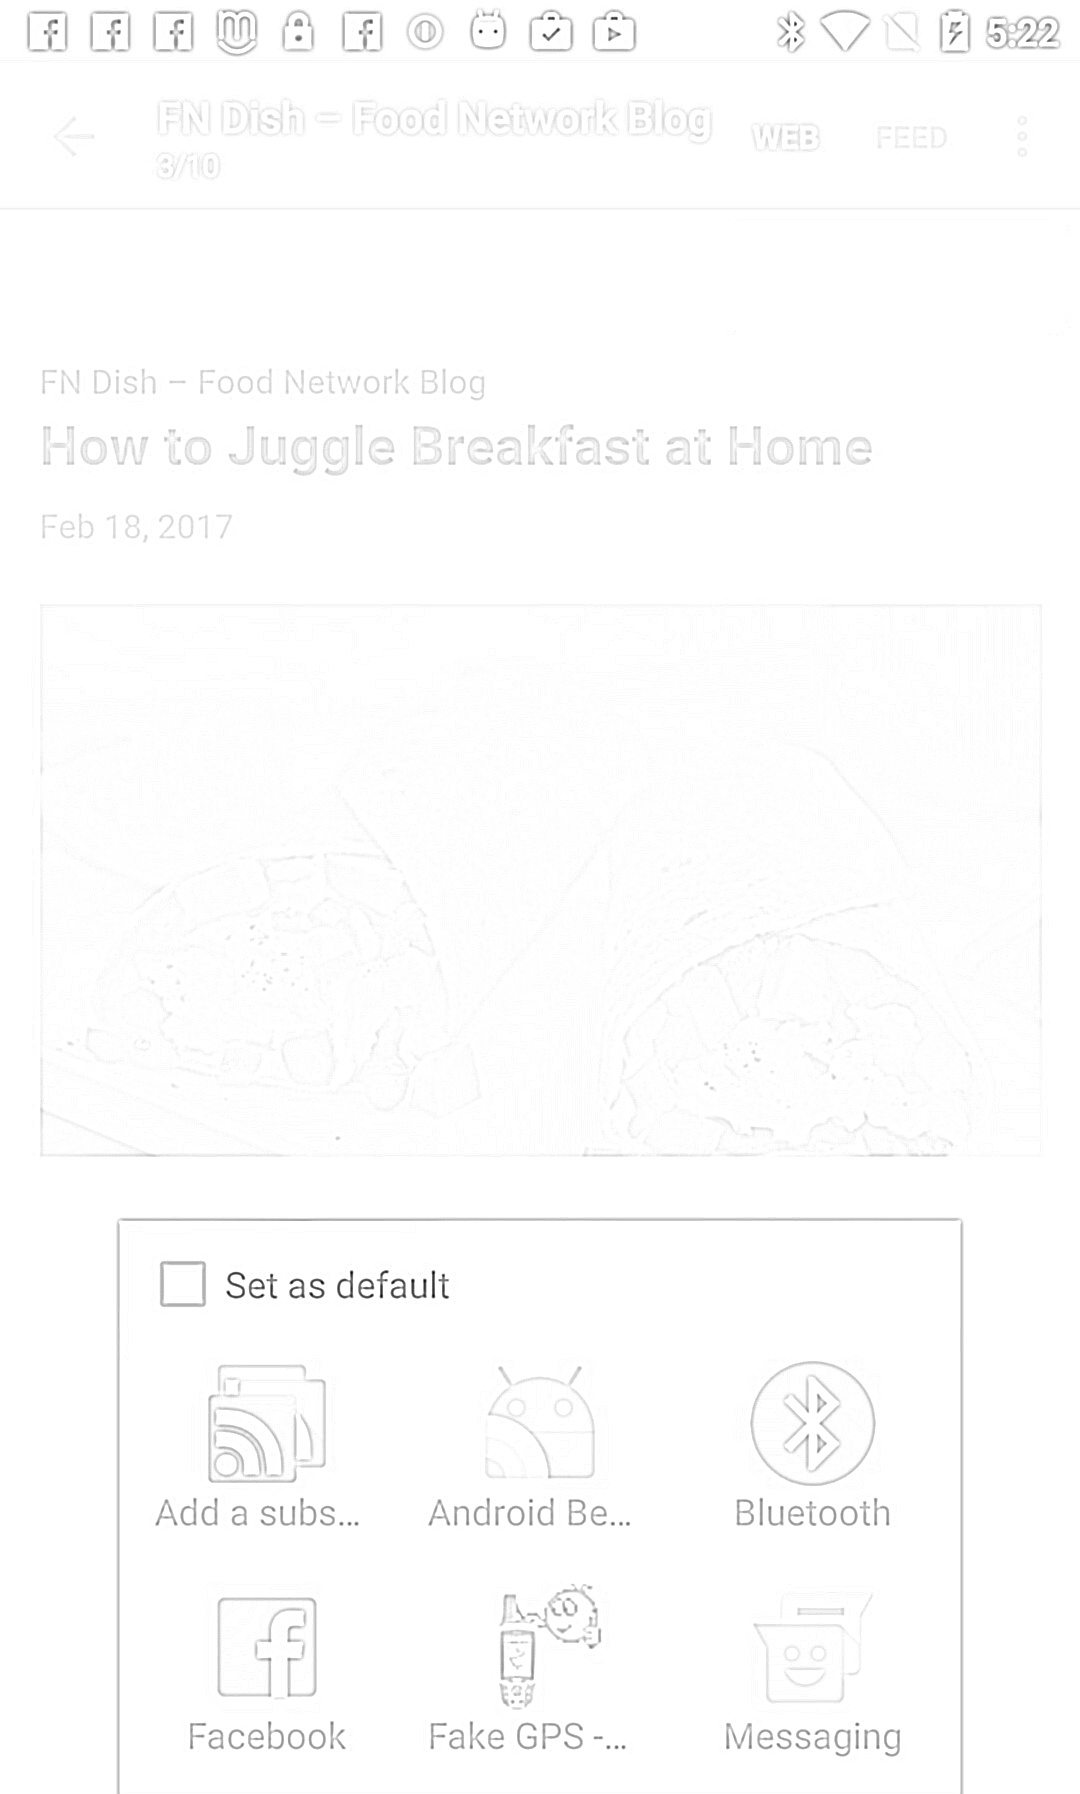 5:22
FN Dish – Food Network Blog
3/10
WEB
FEED
FN Dish – Food Network Blog
How to Juggle Breakfast at Home
Feb 18, 2017
Set as default
Add a subs...
Android Be...
Bluetooth
Facebook
Fake GPS -...
Messaging